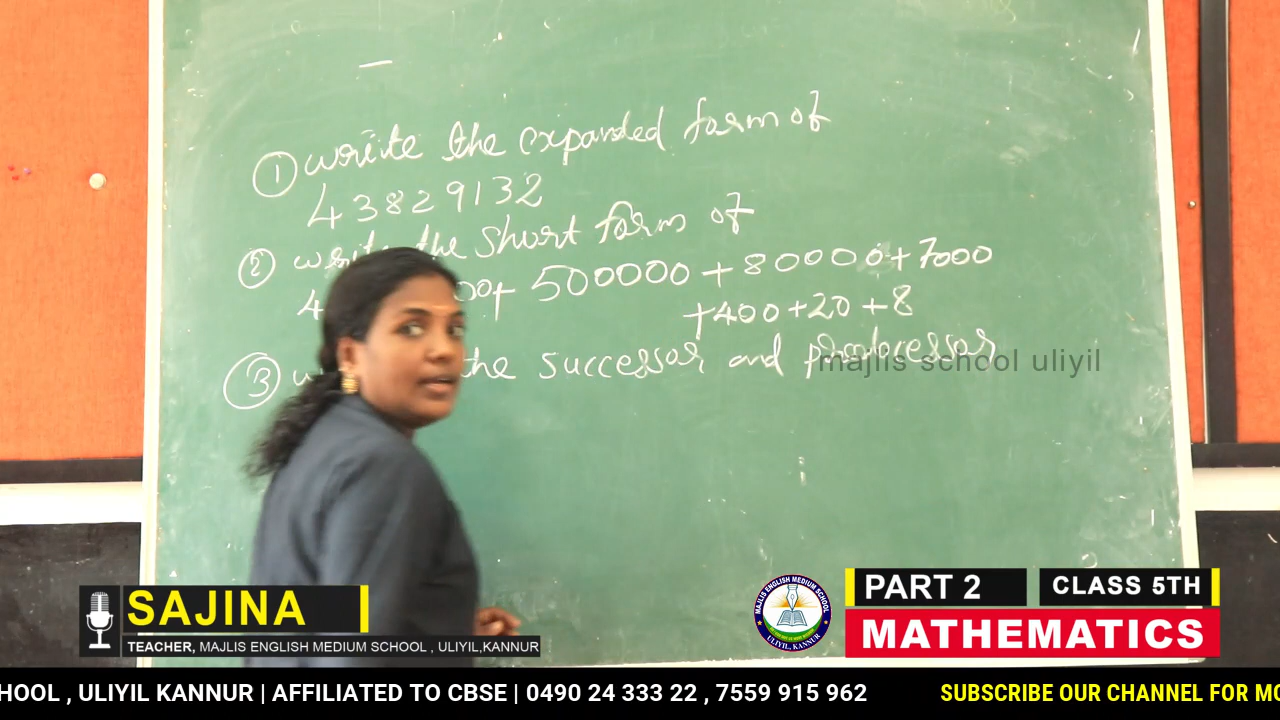 ① write the expanded form of
43829132
② write the short form of
4 00+ 500000 + 80000 + 7000
+400 +20 +8
③ the successor and predecessor
majlis school uliyil
SAJINA
TEACHER, MAJLIS ENGLISH MEDIUM SCHOOL , ULIYIL,KANNUR
MAJLIS ENGLISH MEDIUM SCHOOL
ULIYIL, KANNUR
PART 2
CLASS 5TH
MATHEMATICS
HOOL , ULIYIL KANNUR | AFFILIATED TO CBSE | 0490 24 333 22 , 7559 915 962
SUBSCRIBE OUR CHANNEL FOR MO